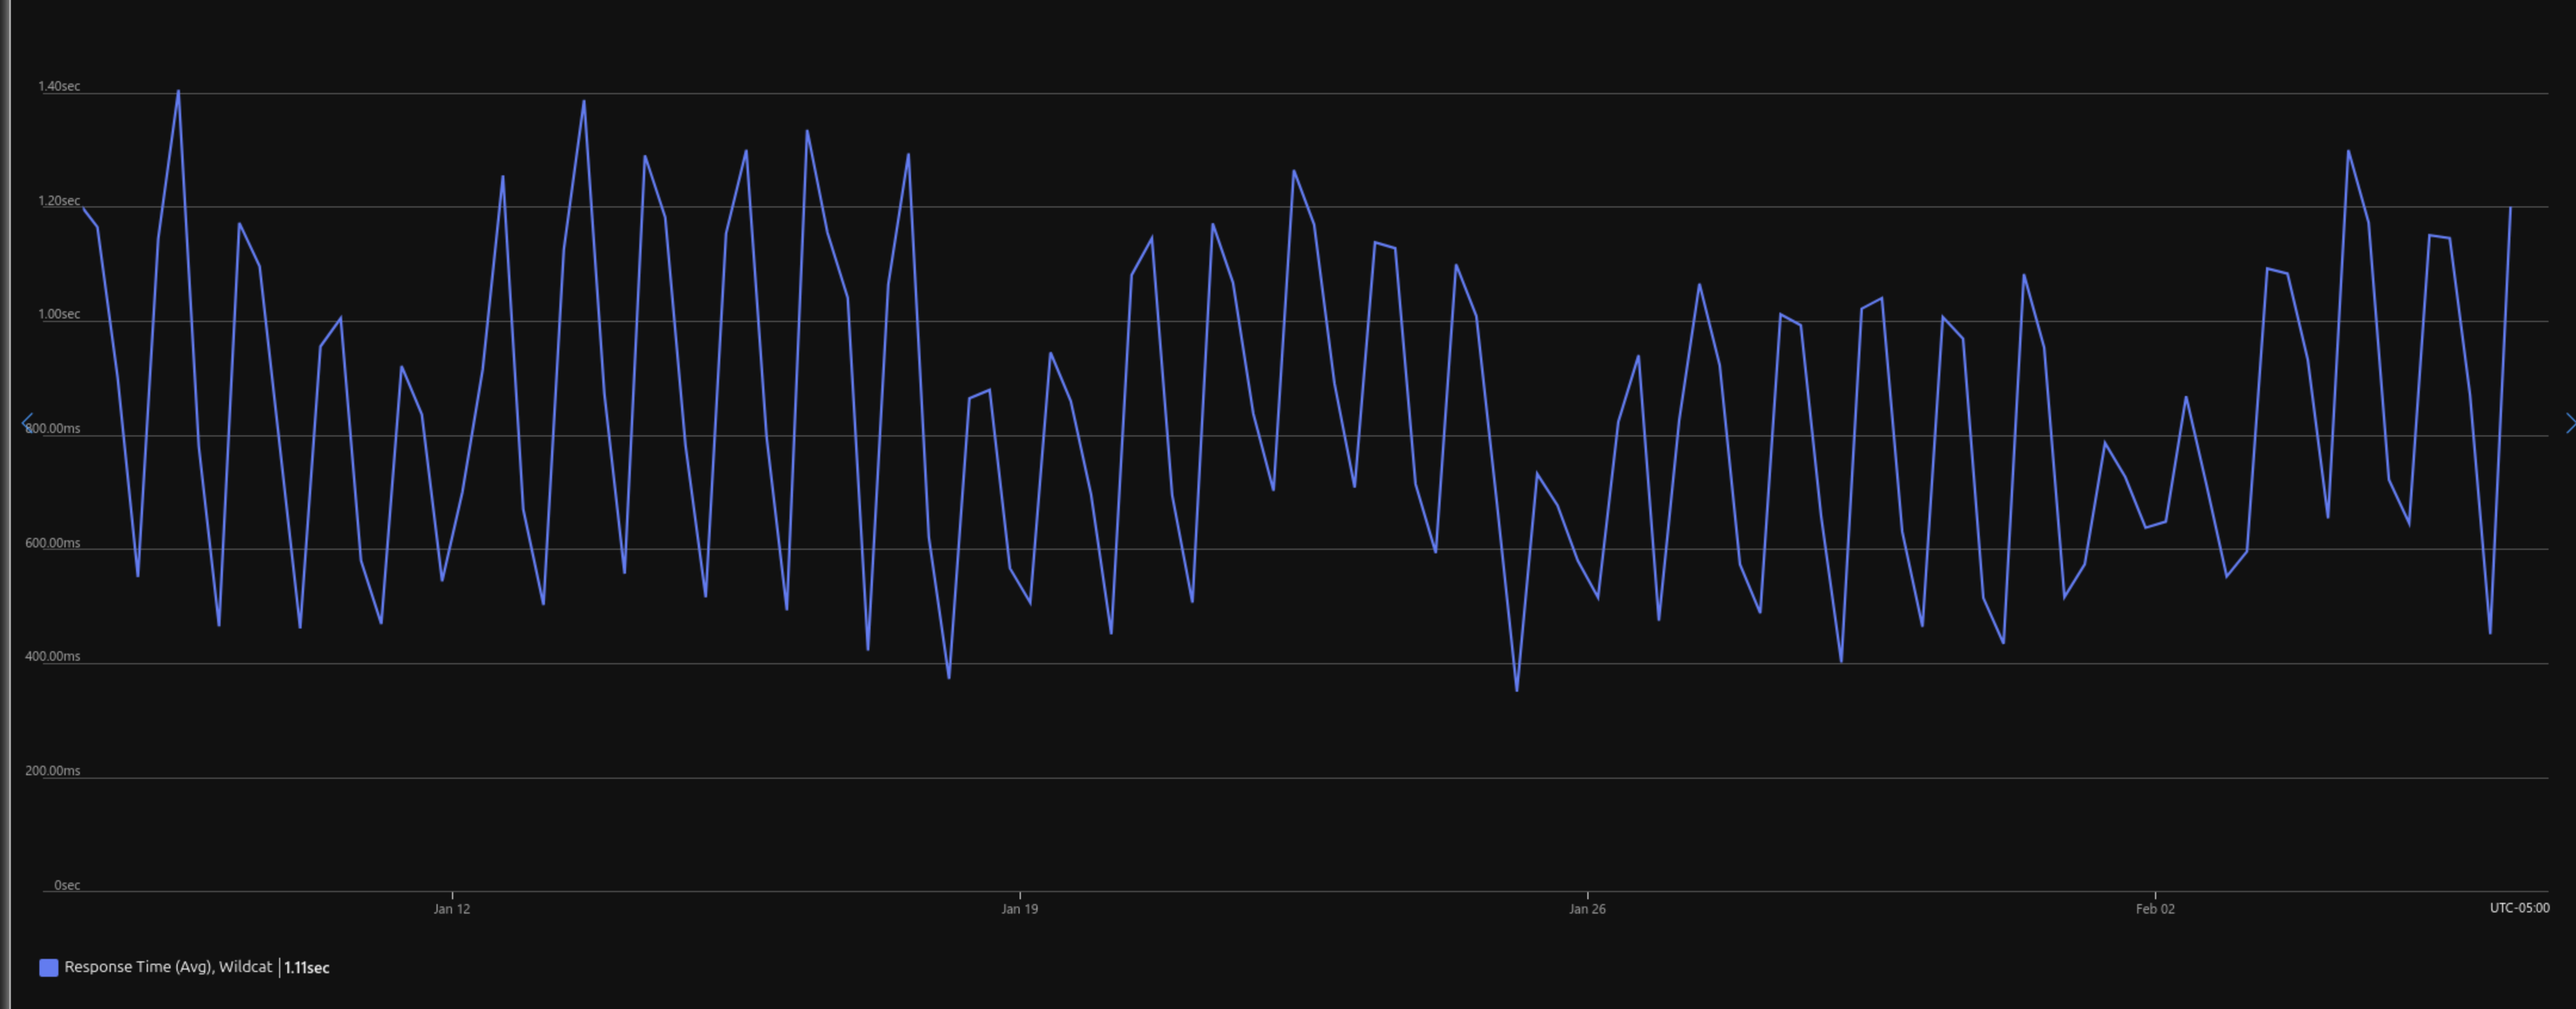 1.40sec
1.20sec
1.00sec
800.00ms
600.00ms
400.00ms
200.00ms
0sec
Jan 12 Jan 19 Jan 26 Feb 02 UTC-05:00
Response Time (Avg), Wildcat | 1.11sec